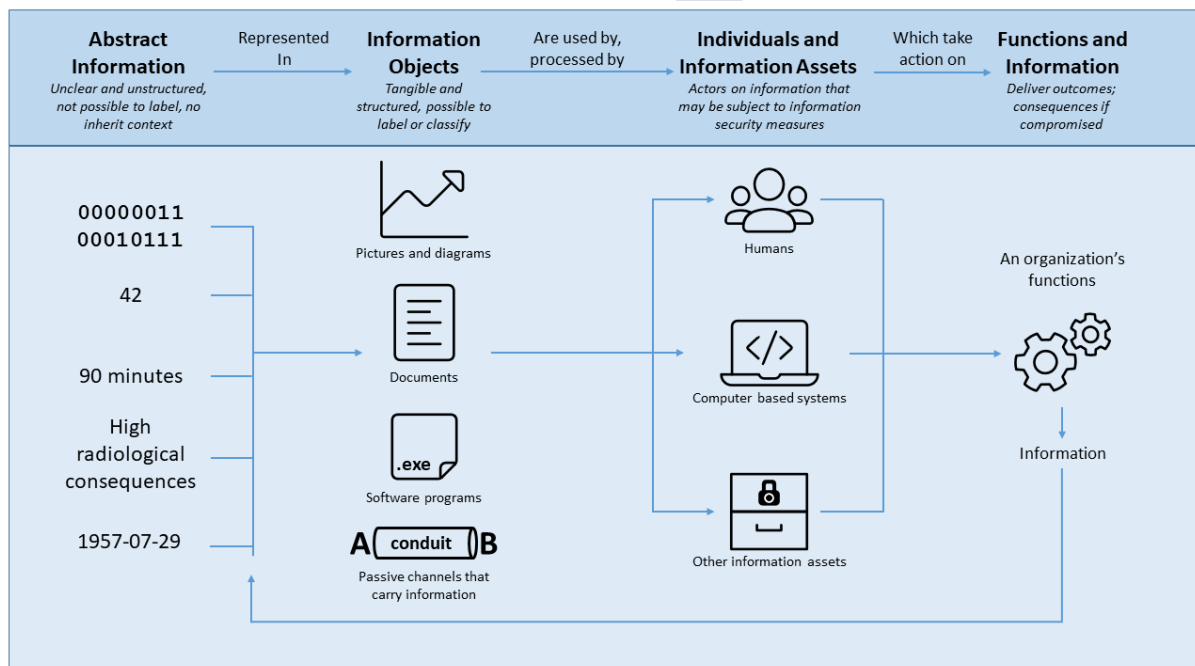 Abstract
Information
Unclear and unstructured,
not possible to label, no
inherit context
Represented
In
Information
Objects
Tangible and
structured, possible to
label or classify
Are used by,
processed by
Individuals and
Information Assets
Actors on information that
may be subject to information
security measures
Which take
action on
Functions and
Information
Deliver outcomes;
consequences if
compromised
00000011
00010111
42
90 minutes
High
radiological
consequences
1957-07-29
Pictures and diagrams
Documents
.exe
Software programs
A conduit B
Passive channels that
carry information
Humans
</>
Computer based systems
Other information assets
An organization’s
functions
Information